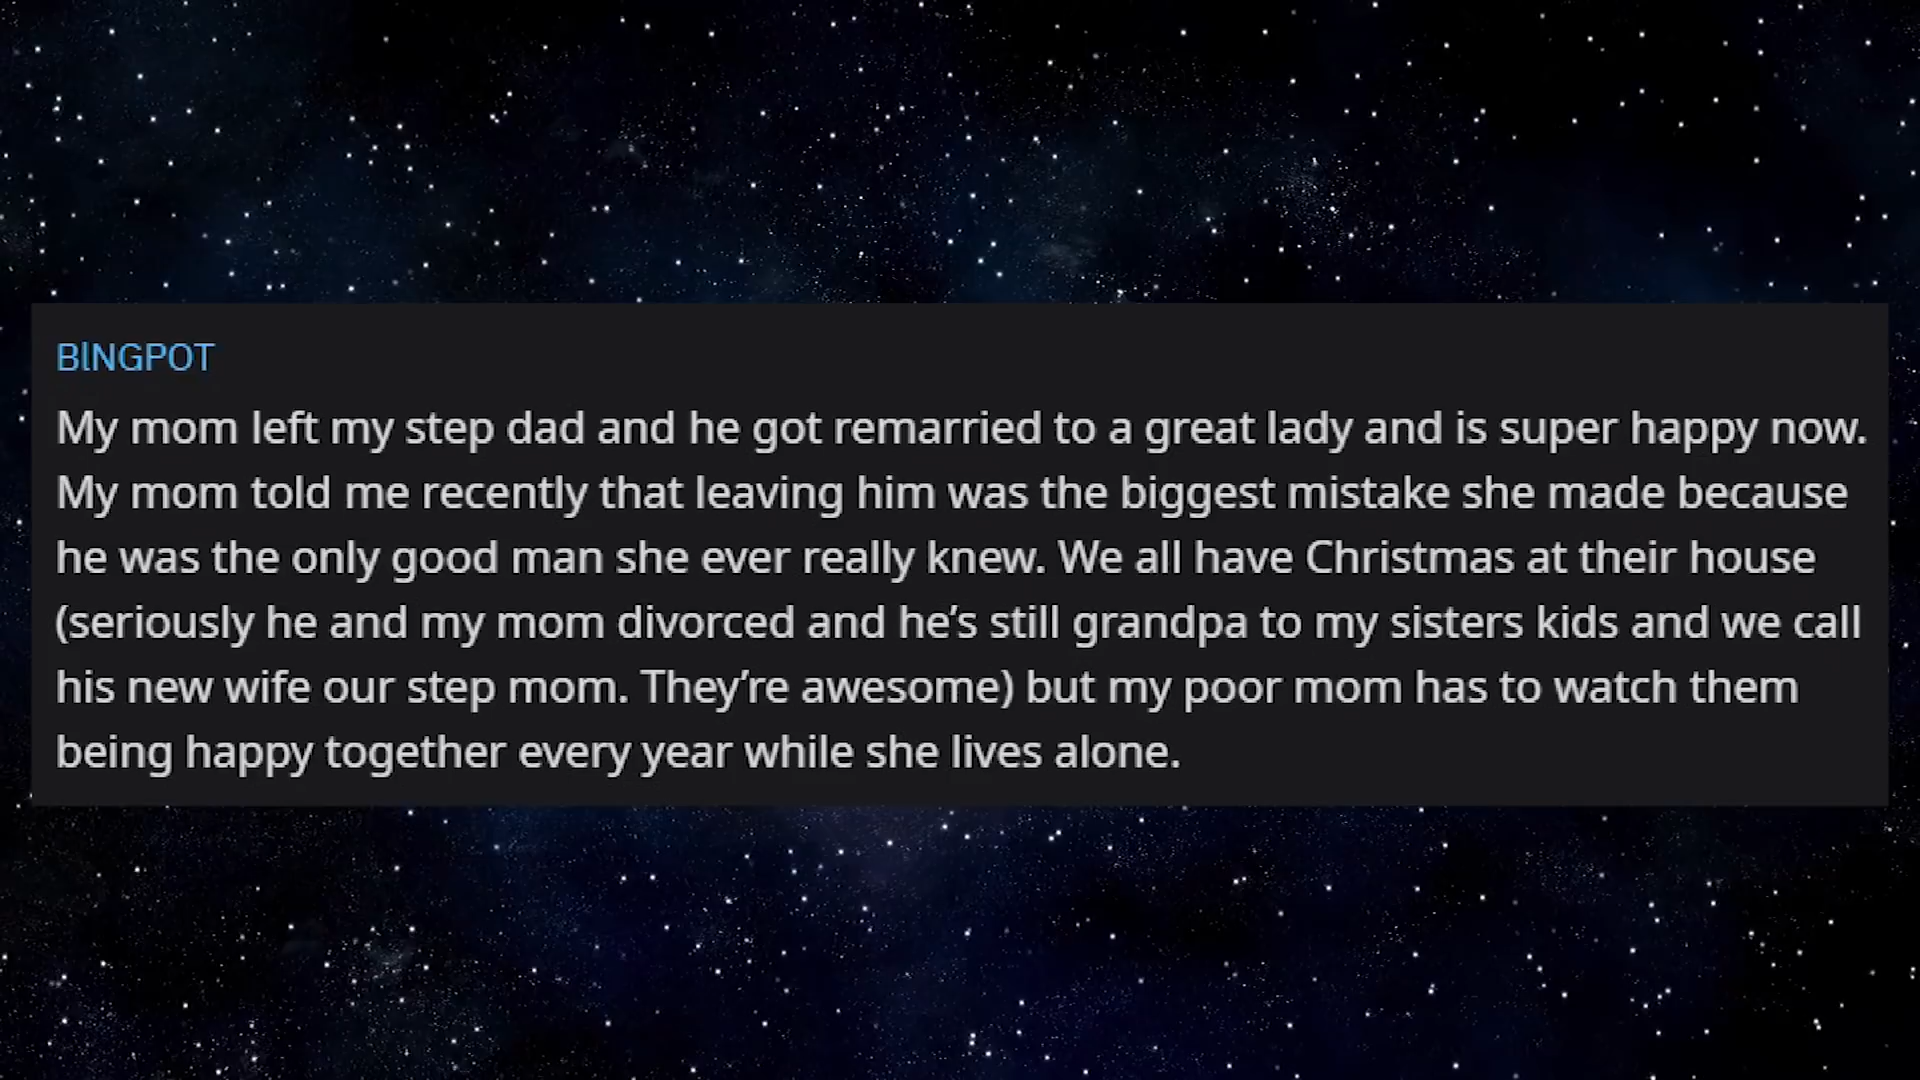 BlNGPOT
My mom left my step dad and he got remarried to a great lady and is super happy now.
My mom told me recently that leaving him was the biggest mistake she made because
he was the only good man she ever really knew. We all have Christmas at their house
(seriously he and my mom divorced and he’s still grandpa to my sisters kids and we call
his new wife our step mom. They’re awesome) but my poor mom has to watch them
being happy together every year while she lives alone.